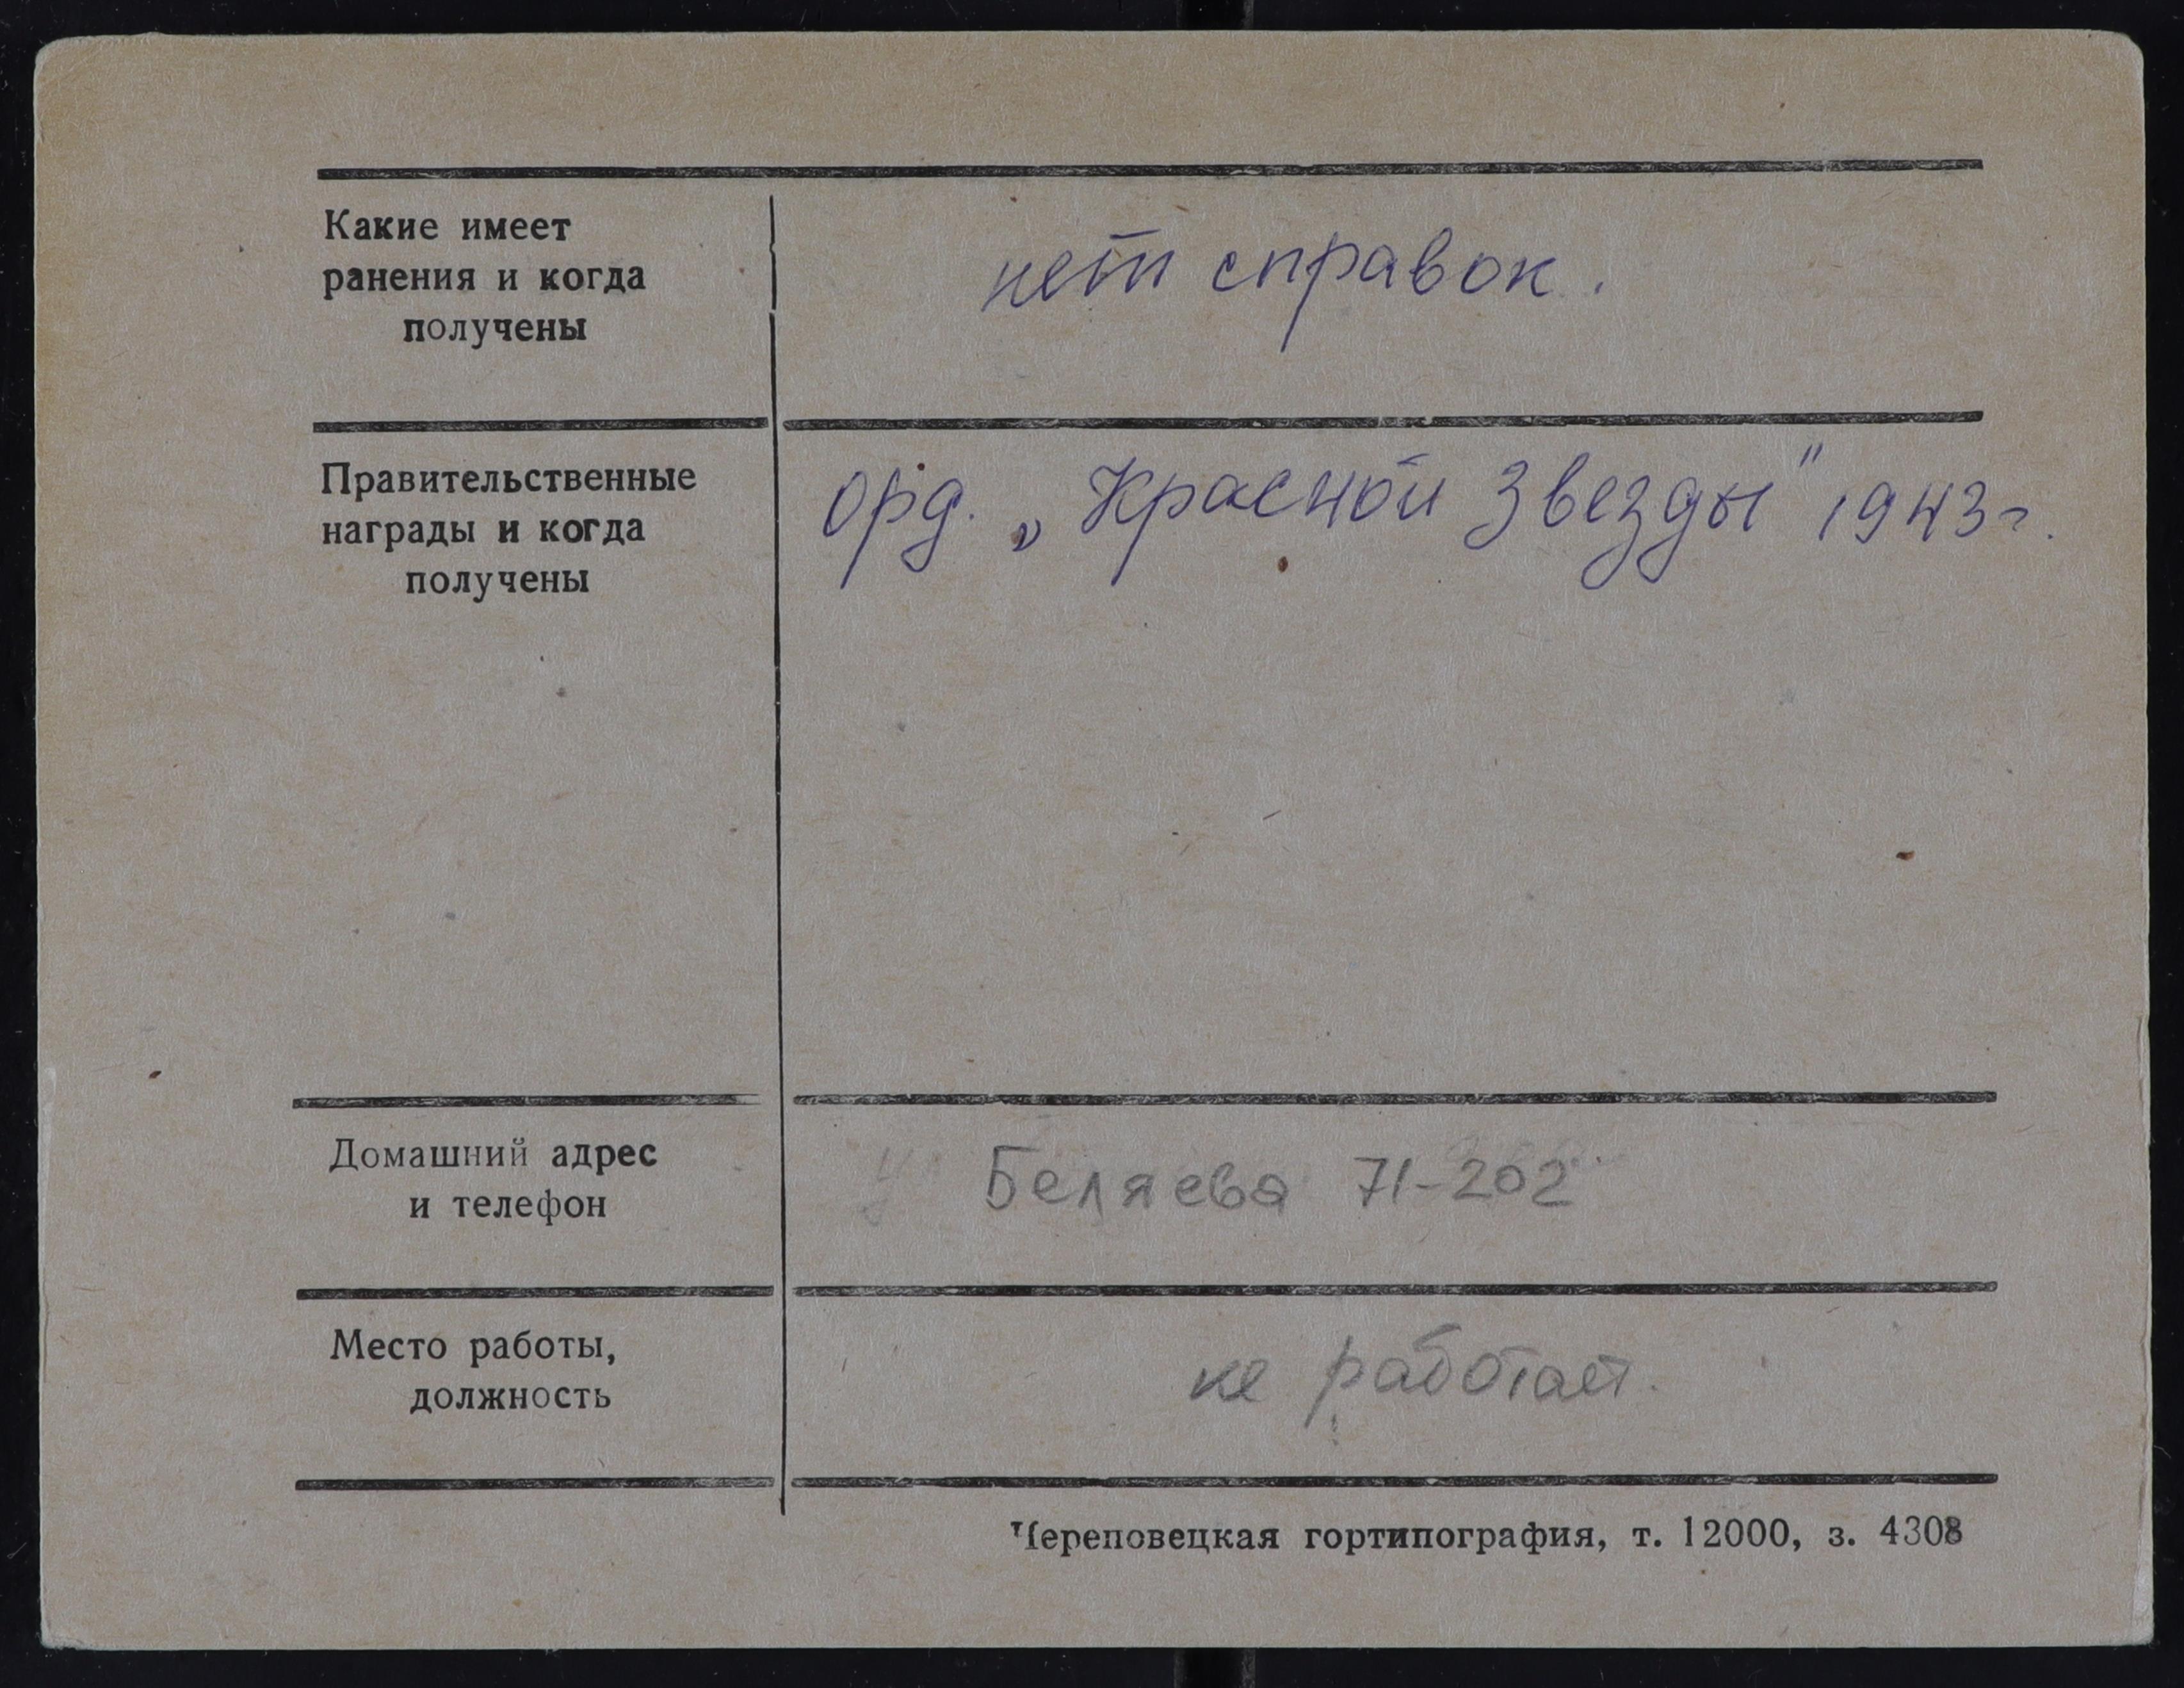 Какие имеет
ранения и когда
получены
нет справок.
Правительственные
награды и когда
получены
орд. „Красной Звезды" 1943г.
Домашний адрес
и телефон
Беляева 71-202
Место работы,
должность
не работает.
Череповецкая гортипография, т. 12000, з. 4308